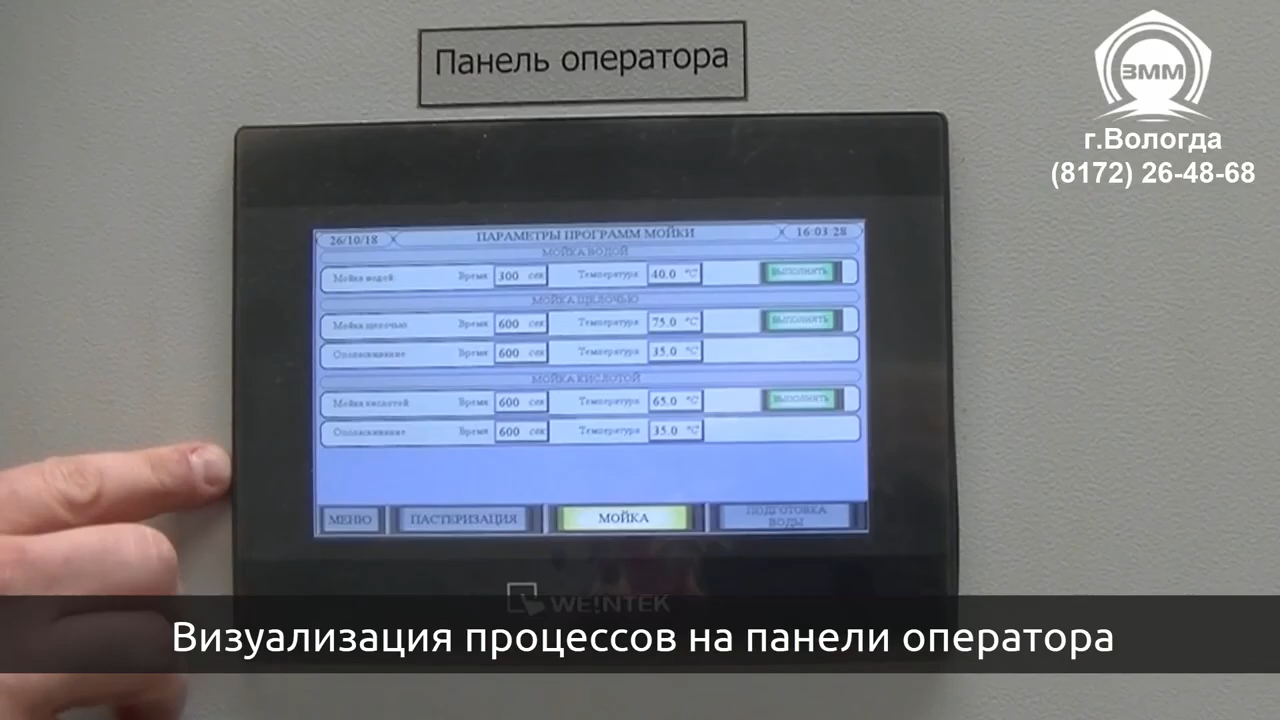 Панель оператора
ЗММ
г.Вологда
(8172) 26-48-68
26/10/18 ПАРАМЕТРЫ ПРОГРАММ МОЙКИ 16:03:28
МОЙКА ВОДОЙ
Мойка водой Время 300 сек Температура 40.0 °C ВЫПОЛНИТЬ
МОЙКА ЩЕЛОЧЬЮ
Мойка щелочью Время 600 сек Температура 75.0 °C ВЫПОЛНИТЬ
Ополаскивание Время 600 сек Температура 35.0 °C
МОЙКА КИСЛОТОЙ
Мойка кислотой Время 600 сек Температура 65.0 °C ВЫПОЛНИТЬ
Ополаскивание Время 600 сек Температура 35.0 °C
МЕНЮ ПАСТЕРИЗАЦИЯ МОЙКА ПОДГОТОВКА
ВОДЫ
WE!NTEK
Визуализация процессов на панели оператора